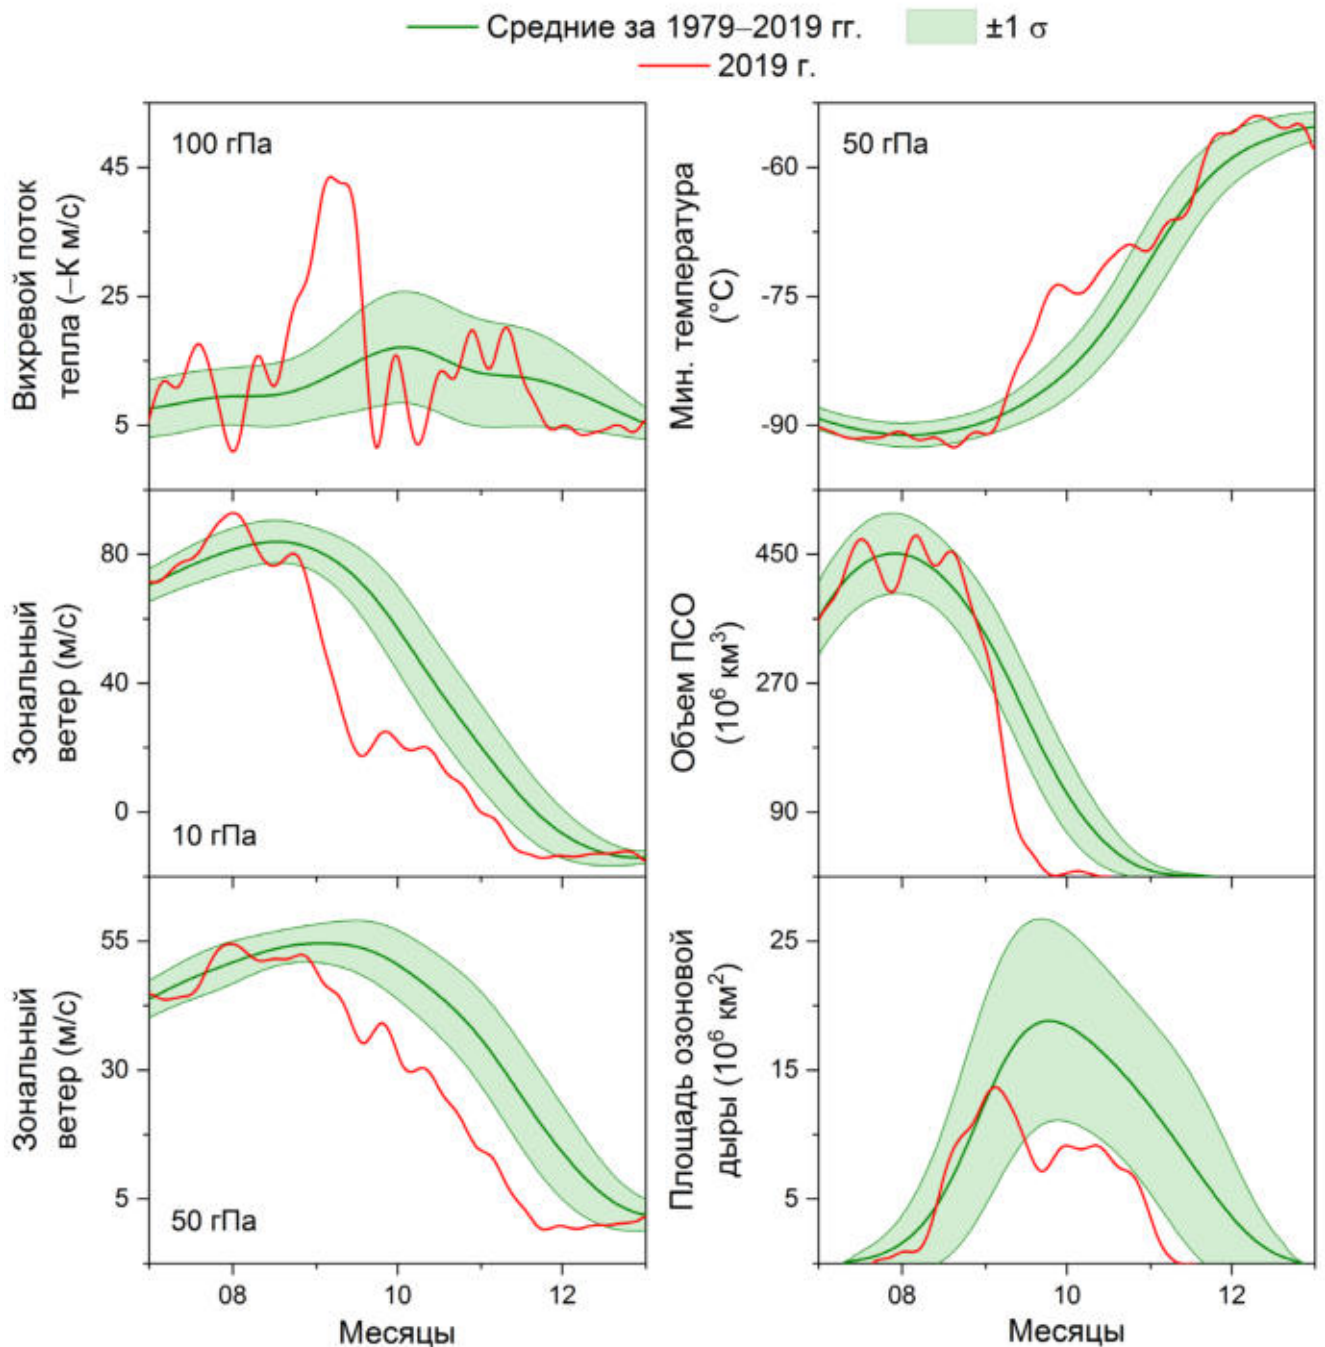 Средние за 1979–2019 гг.
±1 σ
2019 г.
100 гПа
Вихревой поток
тепла (–К м/с)
45
25
5
50 гПа
Мин. температура
(°C)
-60
-75
-90
Зональный
ветер (м/с)
80
40
0
10 гПа
Объем ПСО
(10⁶ км³)
450
270
90
Зональный
ветер (м/с)
55
30
5
50 гПа
08
10
12
Месяцы
Площадь озоновой
дыры (10⁶ км²)
25
15
5
08
10
12
Месяцы